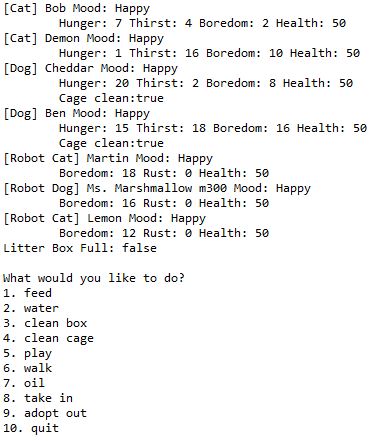 [Cat] Bob Mood: Happy
Hunger: 7 Thirst: 4 Boredom: 2 Health: 50
[Cat] Demon Mood: Happy
Hunger: 1 Thirst: 16 Boredom: 10 Health: 50
[Dog] Cheddar Mood: Happy
Hunger: 20 Thirst: 2 Boredom: 8 Health: 50
Cage clean:true
[Dog] Ben Mood: Happy
Hunger: 15 Thirst: 18 Boredom: 16 Health: 50
Cage clean:true
[Robot Cat] Martin Mood: Happy
Boredom: 18 Rust: 0 Health: 50
[Robot Dog] Ms. Marshmallow m300 Mood: Happy
Boredom: 16 Rust: 0 Health: 50
[Robot Cat] Lemon Mood: Happy
Boredom: 12 Rust: 0 Health: 50
Litter Box Full: false
What would you like to do?
1. feed
2. water
3. clean box
4. clean cage
5. play
6. walk
7. oil
8. take in
9. adopt out
10. quit